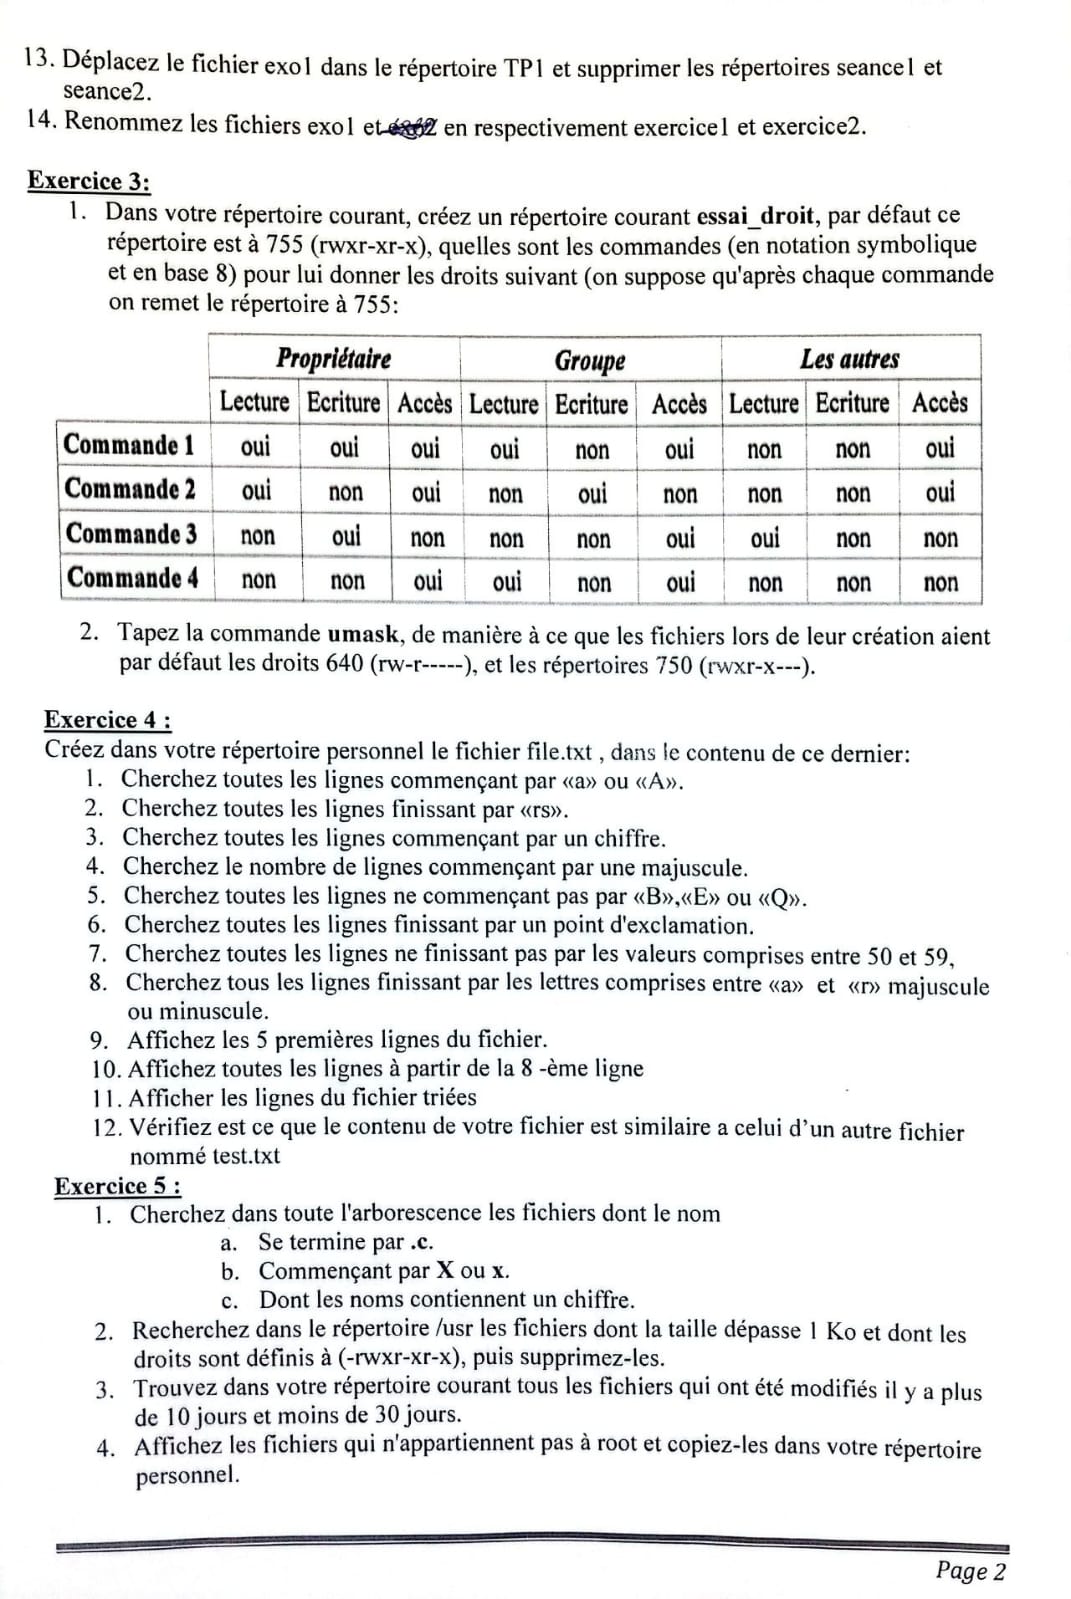 13. Déplacez le fichier exo1 dans le répertoire TP1 et supprimer les répertoires seance1 et
seance2.
14. Renommez les fichiers exo1 et exo2 en respectivement exercice1 et exercice2.
Exercice 3:
1. Dans votre répertoire courant, créez un répertoire courant essai_droit, par défaut ce
répertoire est à 755 (rwxr-xr-x), quelles sont les commandes (en notation symbolique
et en base 8) pour lui donner les droits suivant (on suppose qu'après chaque commande
on remet le répertoire à 755:
Propriétaire Groupe Les autres
Lecture Ecriture Accès Lecture Ecriture Accès Lecture Ecriture Accès
Commande 1 oui oui oui oui non oui non non oui
Commande 2 oui non oui non oui non non non oui
Commande 3 non oui non non non oui oui non non
Commande 4 non non oui oui non oui non non non
2. Tapez la commande umask, de manière à ce que les fichiers lors de leur création aient
par défaut les droits 640 (rw-r-----), et les répertoires 750 (rwxr-x---).
Exercice 4 :
Créez dans votre répertoire personnel le fichier file.txt , dans le contenu de ce dernier:
1. Cherchez toutes les lignes commençant par «a» ou «A».
2. Cherchez toutes les lignes finissant par «rs».
3. Cherchez toutes les lignes commençant par un chiffre.
4. Cherchez le nombre de lignes commençant par une majuscule.
5. Cherchez toutes les lignes ne commençant pas par «B»,«E» ou «Q».
6. Cherchez toutes les lignes finissant par un point d'exclamation.
7. Cherchez toutes les lignes ne finissant pas par les valeurs comprises entre 50 et 59,
8. Cherchez tous les lignes finissant par les lettres comprises entre «a» et «r» majuscule
ou minuscule.
9. Affichez les 5 premières lignes du fichier.
10. Affichez toutes les lignes à partir de la 8 -ème ligne
11. Afficher les lignes du fichier triées
12. Vérifiez est ce que le contenu de votre fichier est similaire a celui d’un autre fichier
nommé test.txt
Exercice 5 :
1. Cherchez dans toute l'arborescence les fichiers dont le nom
a. Se termine par .c.
b. Commençant par X ou x.
c. Dont les noms contiennent un chiffre.
2. Recherchez dans le répertoire /usr les fichiers dont la taille dépasse 1 Ko et dont les
droits sont définis à (-rwxr-xr-x), puis supprimez-les.
3. Trouvez dans votre répertoire courant tous les fichiers qui ont été modifiés il y a plus
de 10 jours et moins de 30 jours.
4. Affichez les fichiers qui n'appartiennent pas à root et copiez-les dans votre répertoire
personnel.
Page 2